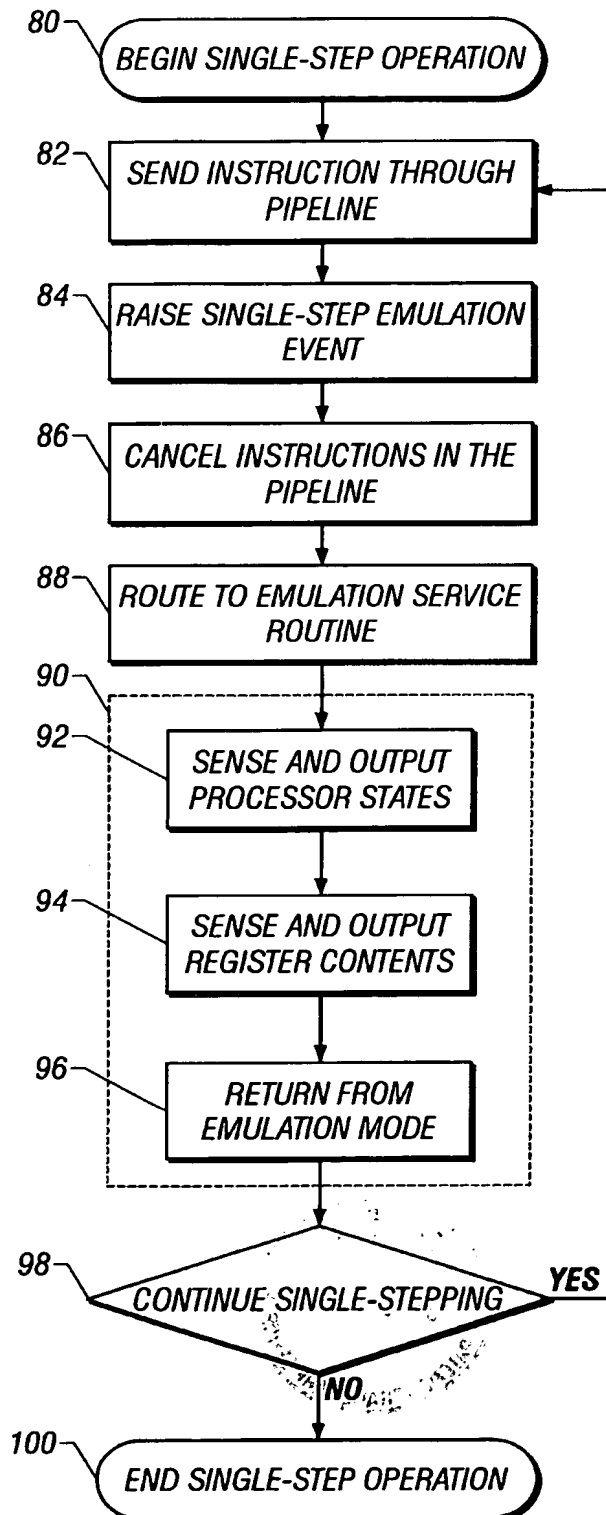 80
BEGIN SINGLE-STEP OPERATION
82
SEND INSTRUCTION THROUGH
PIPELINE
84
RAISE SINGLE-STEP EMULATION
EVENT
86
CANCEL INSTRUCTIONS IN THE
PIPELINE
88
ROUTE TO EMULATION SERVICE
ROUTINE
90
92
SENSE AND OUTPUT
PROCESSOR STATES
94
SENSE AND OUTPUT
REGISTER CONTENTS
96
RETURN FROM
EMULATION MODE
98
CONTINUE SINGLE-STEPPING
YES
NO
100
END SINGLE-STEP OPERATION